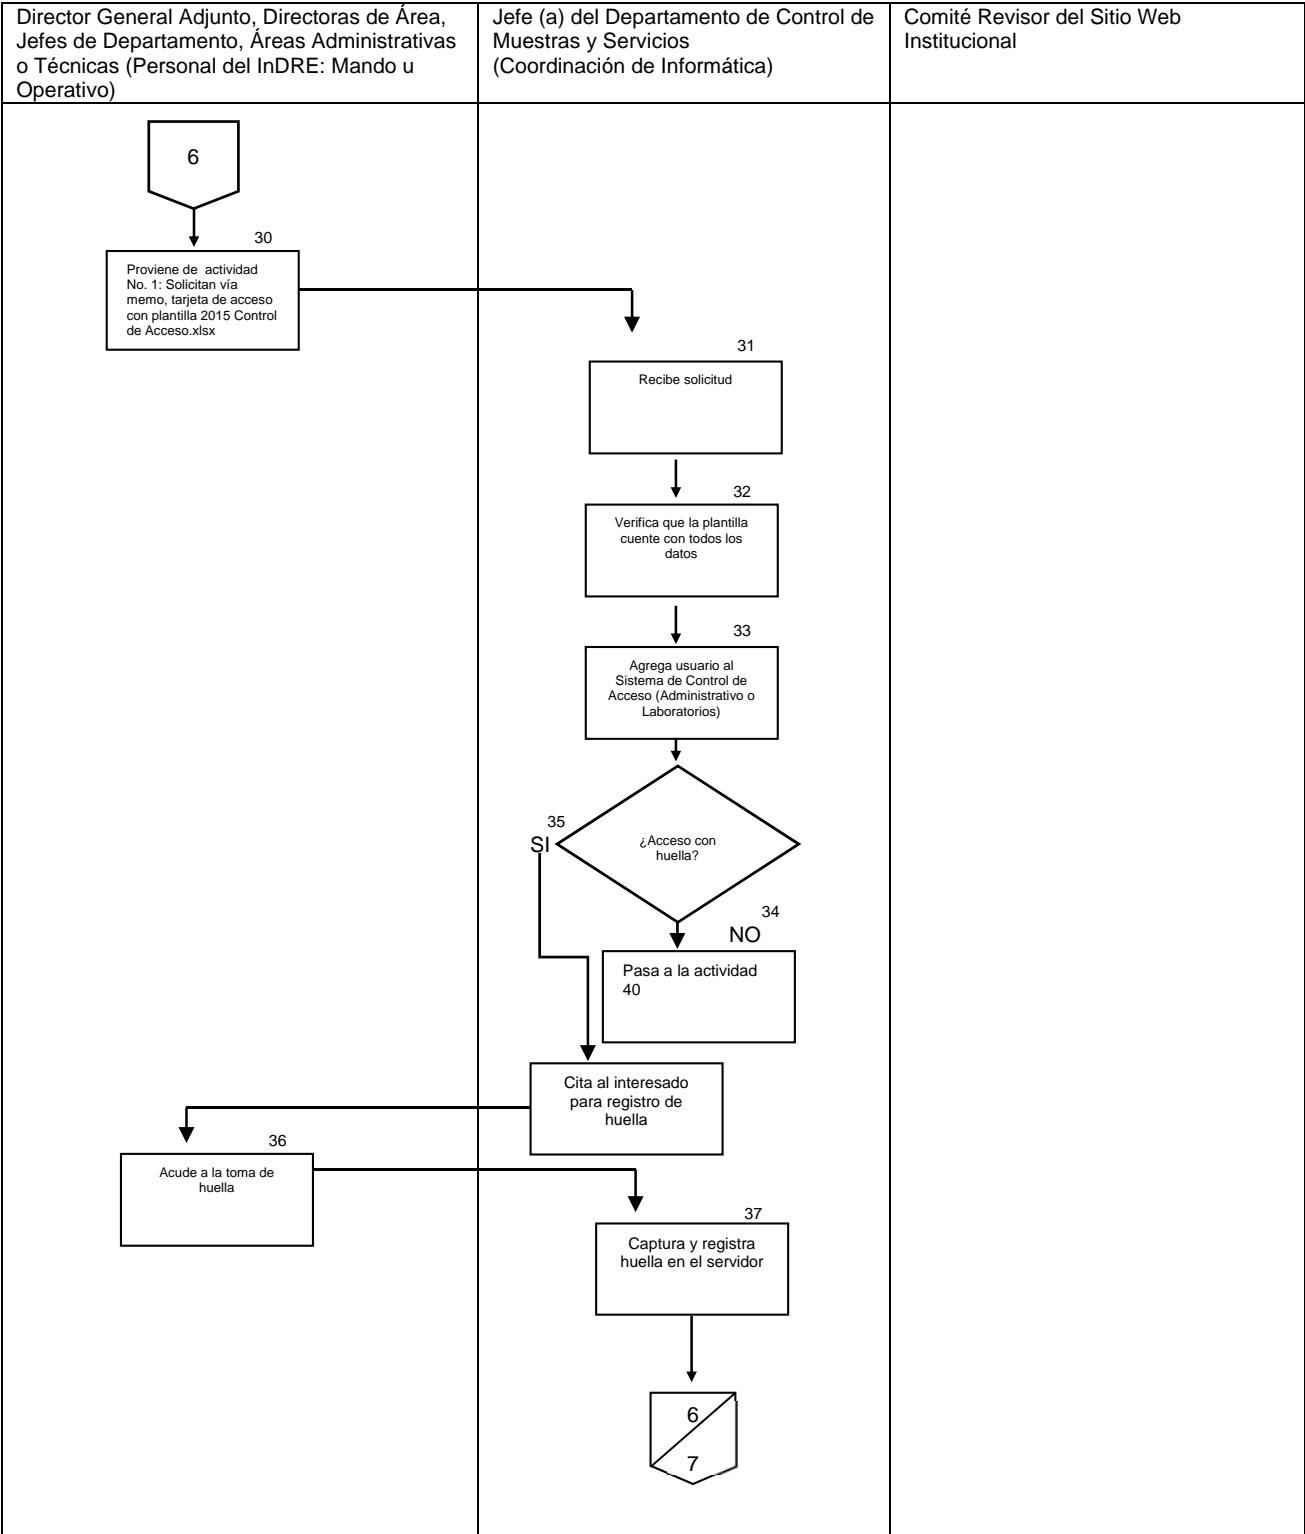 Director General Adjunto, Directoras de Área,
Jefes de Departamento, Áreas Administrativas
o Técnicas (Personal del InDRE: Mando u
Operativo)
Jefe (a) del Departamento de Control de
Muestras y Servicios
(Coordinación de Informática)
Comité Revisor del Sitio Web
Institucional
6
30
Proviene de actividad
No. 1: Solicitan vía
memo, tarjeta de acceso
con plantilla 2015 Control
de Acceso.xlsx
31
Recibe solicitud
32
Verifica que la plantilla
cuente con todos los
datos
33
Agrega usuario al
Sistema de Control de
Acceso (Administrativo o
Laboratorios)
35
SI
¿Acceso con
huella?
34
NO
Pasa a la actividad
40
Cita al interesado
para registro de
huella
36
Acude a la toma de
huella
37
Captura y registra
huella en el servidor
6
7